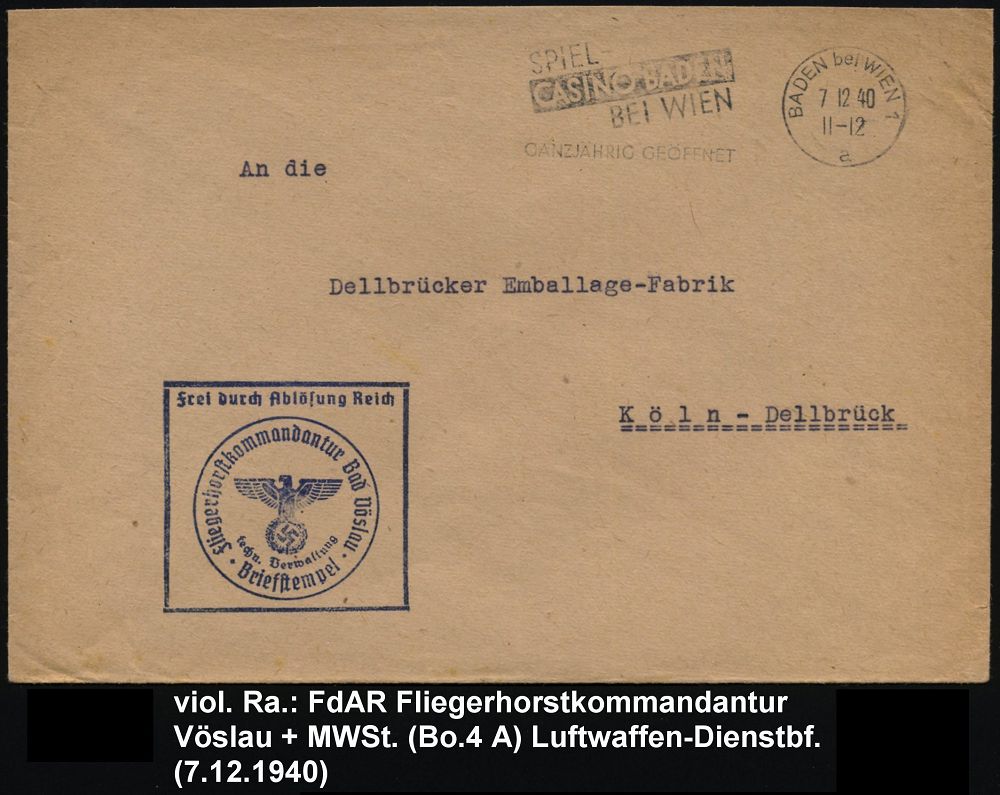 SPIEL-
CASINO BADEN
BEI WIEN
GANZJÄHRIG GEÖFFNET
BADEN bei WIEN 1
7 12 40
11-12
a
An die
Dellbrücker Emballage-Fabrik
K ö l n - Dellbrück
Frei durch Ablösung Reich
Fliegerhorstkommandantur Bad Vöslau
techn. Verwaltung
· Briefstempel ·
viol. Ra.: FdAR Fliegerhorstkommandantur
Vöslau + MWSt. (Bo.4 A) Luftwaffen-Dienstbf.
(7.12.1940)